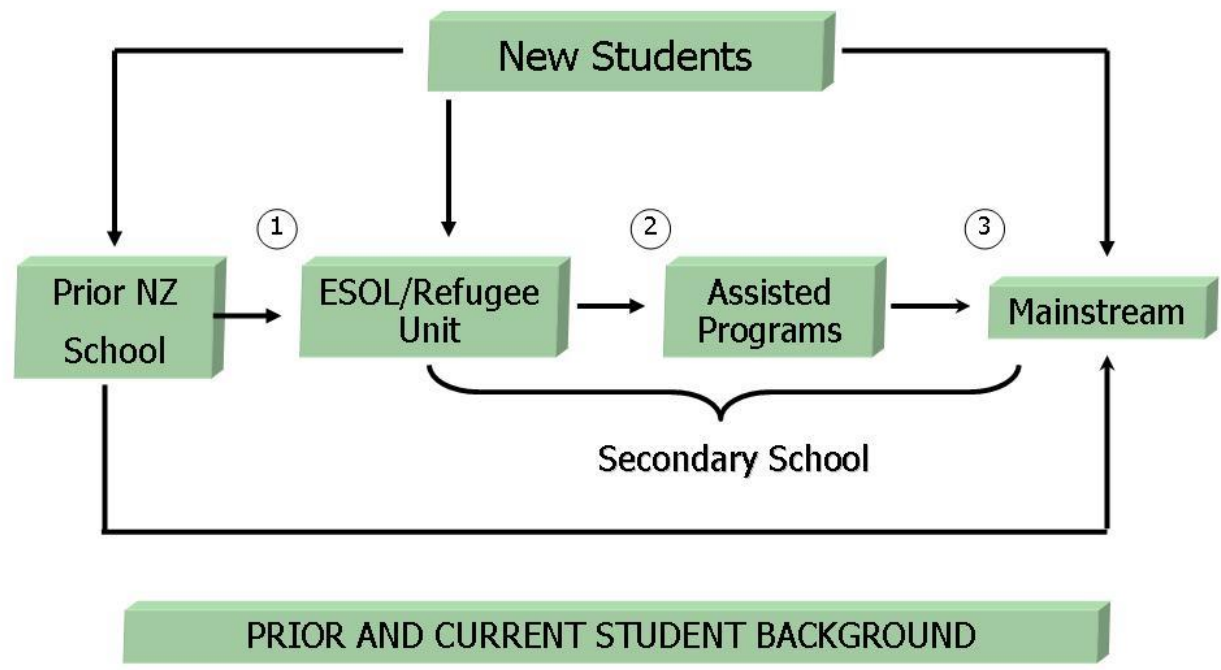 New Students
1
2
3
Prior NZ
School
ESOL/Refugee
Unit
Assisted
Programs
Mainstream
Secondary School
PRIOR AND CURRENT STUDENT BACKGROUND